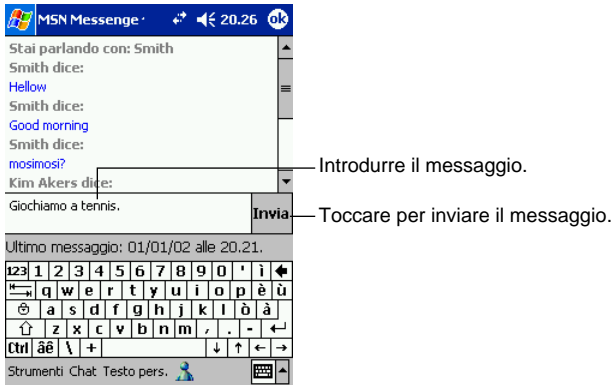 MSN Messenge 20.26 ok
Stai parlando con: Smith
Smith dice:
Hellow
Smith dice:
Good morning
Smith dice:
mosimosi?
Kim Akers dice:
Introdurre il messaggio.
Giochiamo a tennis.
Invia
Toccare per inviare il messaggio.
Ultimo messaggio: 01/01/02 alle 20.21.
123 1 2 3 4 5 6 7 8 9 0 ' ì
q w e r t y u i o p è ù
a s d f g h j k l ò à
z x c v b n m , . -
Ctrl âê \ +
Strumenti Chat Testo pers.